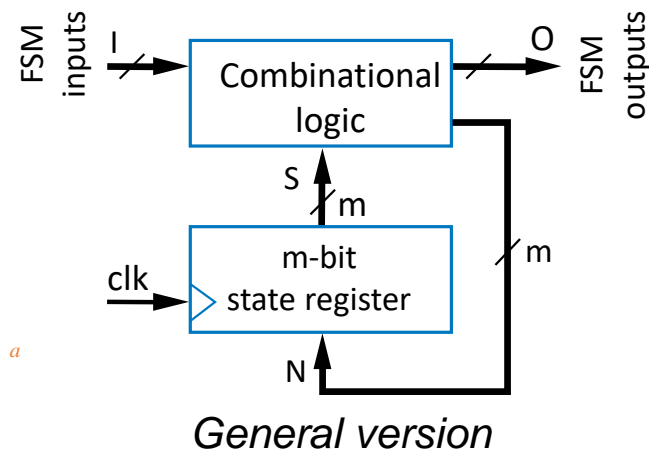 FSM
inputs
I
Combinational
logic
O
FSM
outputs
S
m
m
clk
m-bit
state register
a
N
General version